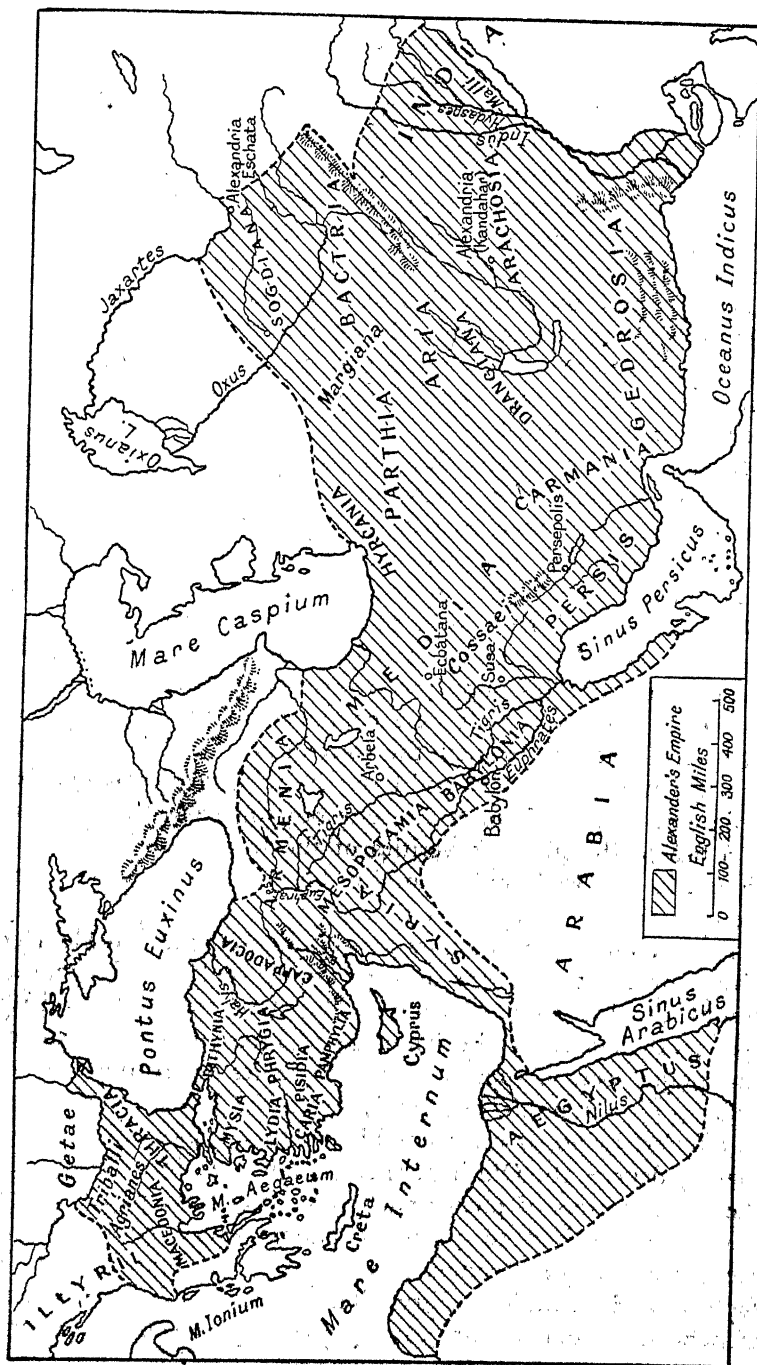 ILLYRI
Getae
Triballi
Agrianes
THRACIA
MACEDONIA
M. Ionium
M. Aegaeum
Creta
Mare Internum
Pontus Euxinus
MYSIA
LYDIA
PHRYGIA
PISIDIA
CARIA
PAMPHYLIA
Halys
CAPPADOCIA
Cyprus
ARMENIA
Tigris
MESOPOTAMIA
SYRIA
AEGYPTUS
Nilus
Sinus
Arabicus
ARABIA
BABYLONIA
Babylon
Euphrates
Tigris
Arbela
MEDIA
Ecbatana
Cossaei
Susa
PERSIS
Persepolis
Sinus Persicus
Mare Caspium
HYRCANIA
PARTHIA
CARMANIA
Oxianus
L.
Jaxartes
Oxus
SOGDIANA
Alexandria
Eschata
BACTRIA
Margiana
ARIA
DRANGIANA
ARACHOSIA
Alexandria
(Kandahar)
GEDROSIA
INDIA
Malli
Hydaspes
Indus
Oceanus Indicus
Alexander's Empire
English Miles
0 100 200 300 400 500